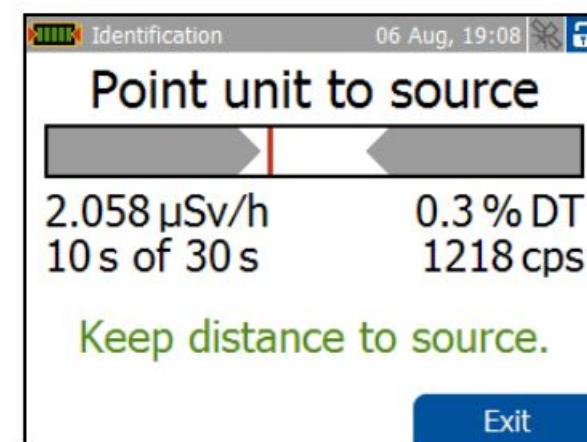 Identification 06 Aug, 19:08
Point unit to source
2.058 µSv/h 0.3 % DT
10 s of 30 s 1218 cps
Keep distance to source.
Exit